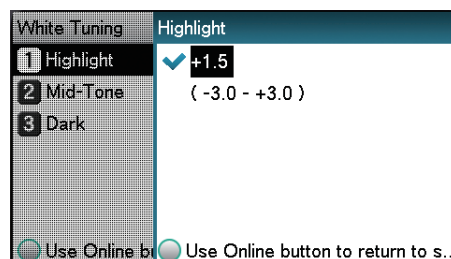 White Tuning
1 Highlight
2 Mid-Tone
3 Dark
Use Online bu
Highlight
+1.5
( -3.0 - +3.0 )
Use Online button to return to s..